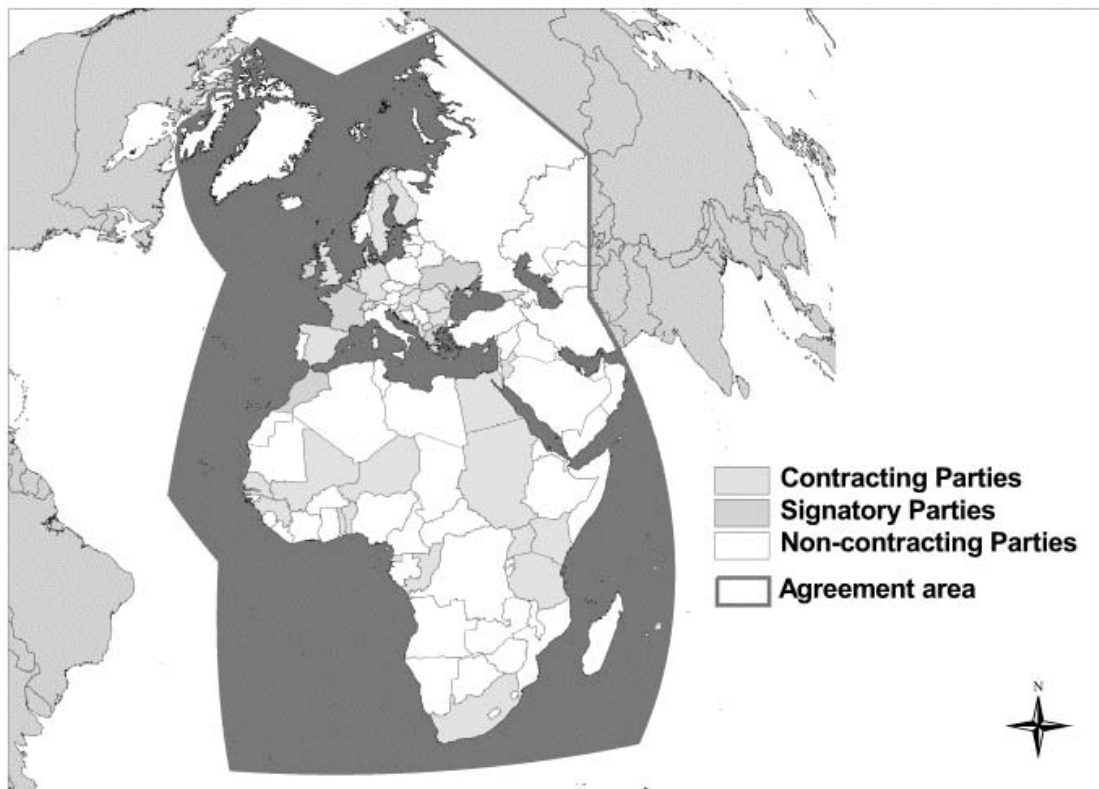 Contracting Parties
Signatory Parties
Non-contracting Parties
Agreement area
N